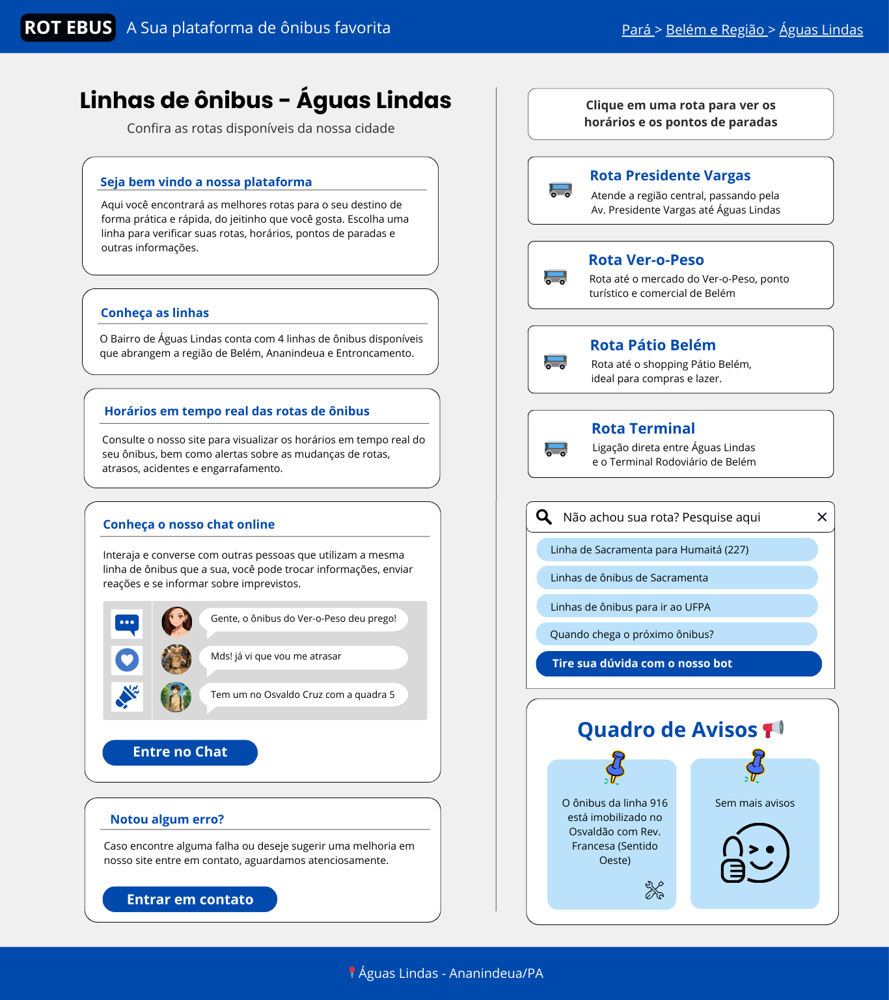 ROT EBUS
A Sua plataforma de ônibus favorita
Pará > Belém e Região > Águas Lindas
Linhas de ônibus - Águas Lindas
Confira as rotas disponíveis da nossa cidade
Seja bem vindo a nossa plataforma
Aqui você encontrará as melhores rotas para o seu destino de
forma prática e rápida, do jeitinho que você gosta. Escolha uma
linha para verificar suas rotas, horários, pontos de paradas e
outras informações.
Conheça as linhas
O Bairro de Águas Lindas conta com 4 linhas de ônibus disponíveis
que abrangem a região de Belém, Ananindeua e Entroncamento.
Horários em tempo real das rotas de ônibus
Consulte o nosso site para visualizar os horários em tempo real do
seu ônibus, bem como alertas sobre as mudanças de rotas,
atrasos, acidentes e engarrafamento.
Conheça o nosso chat online
Interaja e converse com outras pessoas que utilizam a mesma
linha de ônibus que a sua, você pode trocar informações, enviar
reações e se informar sobre imprevistos.
Gente, o ônibus do Ver-o-Peso deu prego!
Mds! já vi que vou me atrasar
Tem um no Osvaldo Cruz com a quadra 5
Entre no Chat
Notou algum erro?
Caso encontre alguma falha ou deseje sugerir uma melhoria em
nosso site entre em contato, aguardamos atenciosamente.
Entrar em contato
Clique em uma rota para ver os
horários e os pontos de paradas
Rota Presidente Vargas
Atende a região central, passando pela
Av. Presidente Vargas até Águas Lindas
Rota Ver-o-Peso
Rota até o mercado do Ver-o-Peso, ponto
turístico e comercial de Belém
Rota Pátio Belém
Rota até o shopping Pátio Belém,
ideal para compras e lazer.
Rota Terminal
Ligação direta entre Águas Lindas
e o Terminal Rodoviário de Belém
Não achou sua rota? Pesquise aqui
Linha de Sacramenta para Humaitá (227)
Linhas de ônibus de Sacramenta
Linhas de ônibus para ir ao UFPA
Quando chega o próximo ônibus?
Tire sua dúvida com o nosso bot
Quadro de Avisos
O ônibus da linha 916
está imobilizado no
Osvaldão com Rev.
Francesa (Sentido
Oeste)
Sem mais avisos
Águas Lindas - Ananindeua/PA